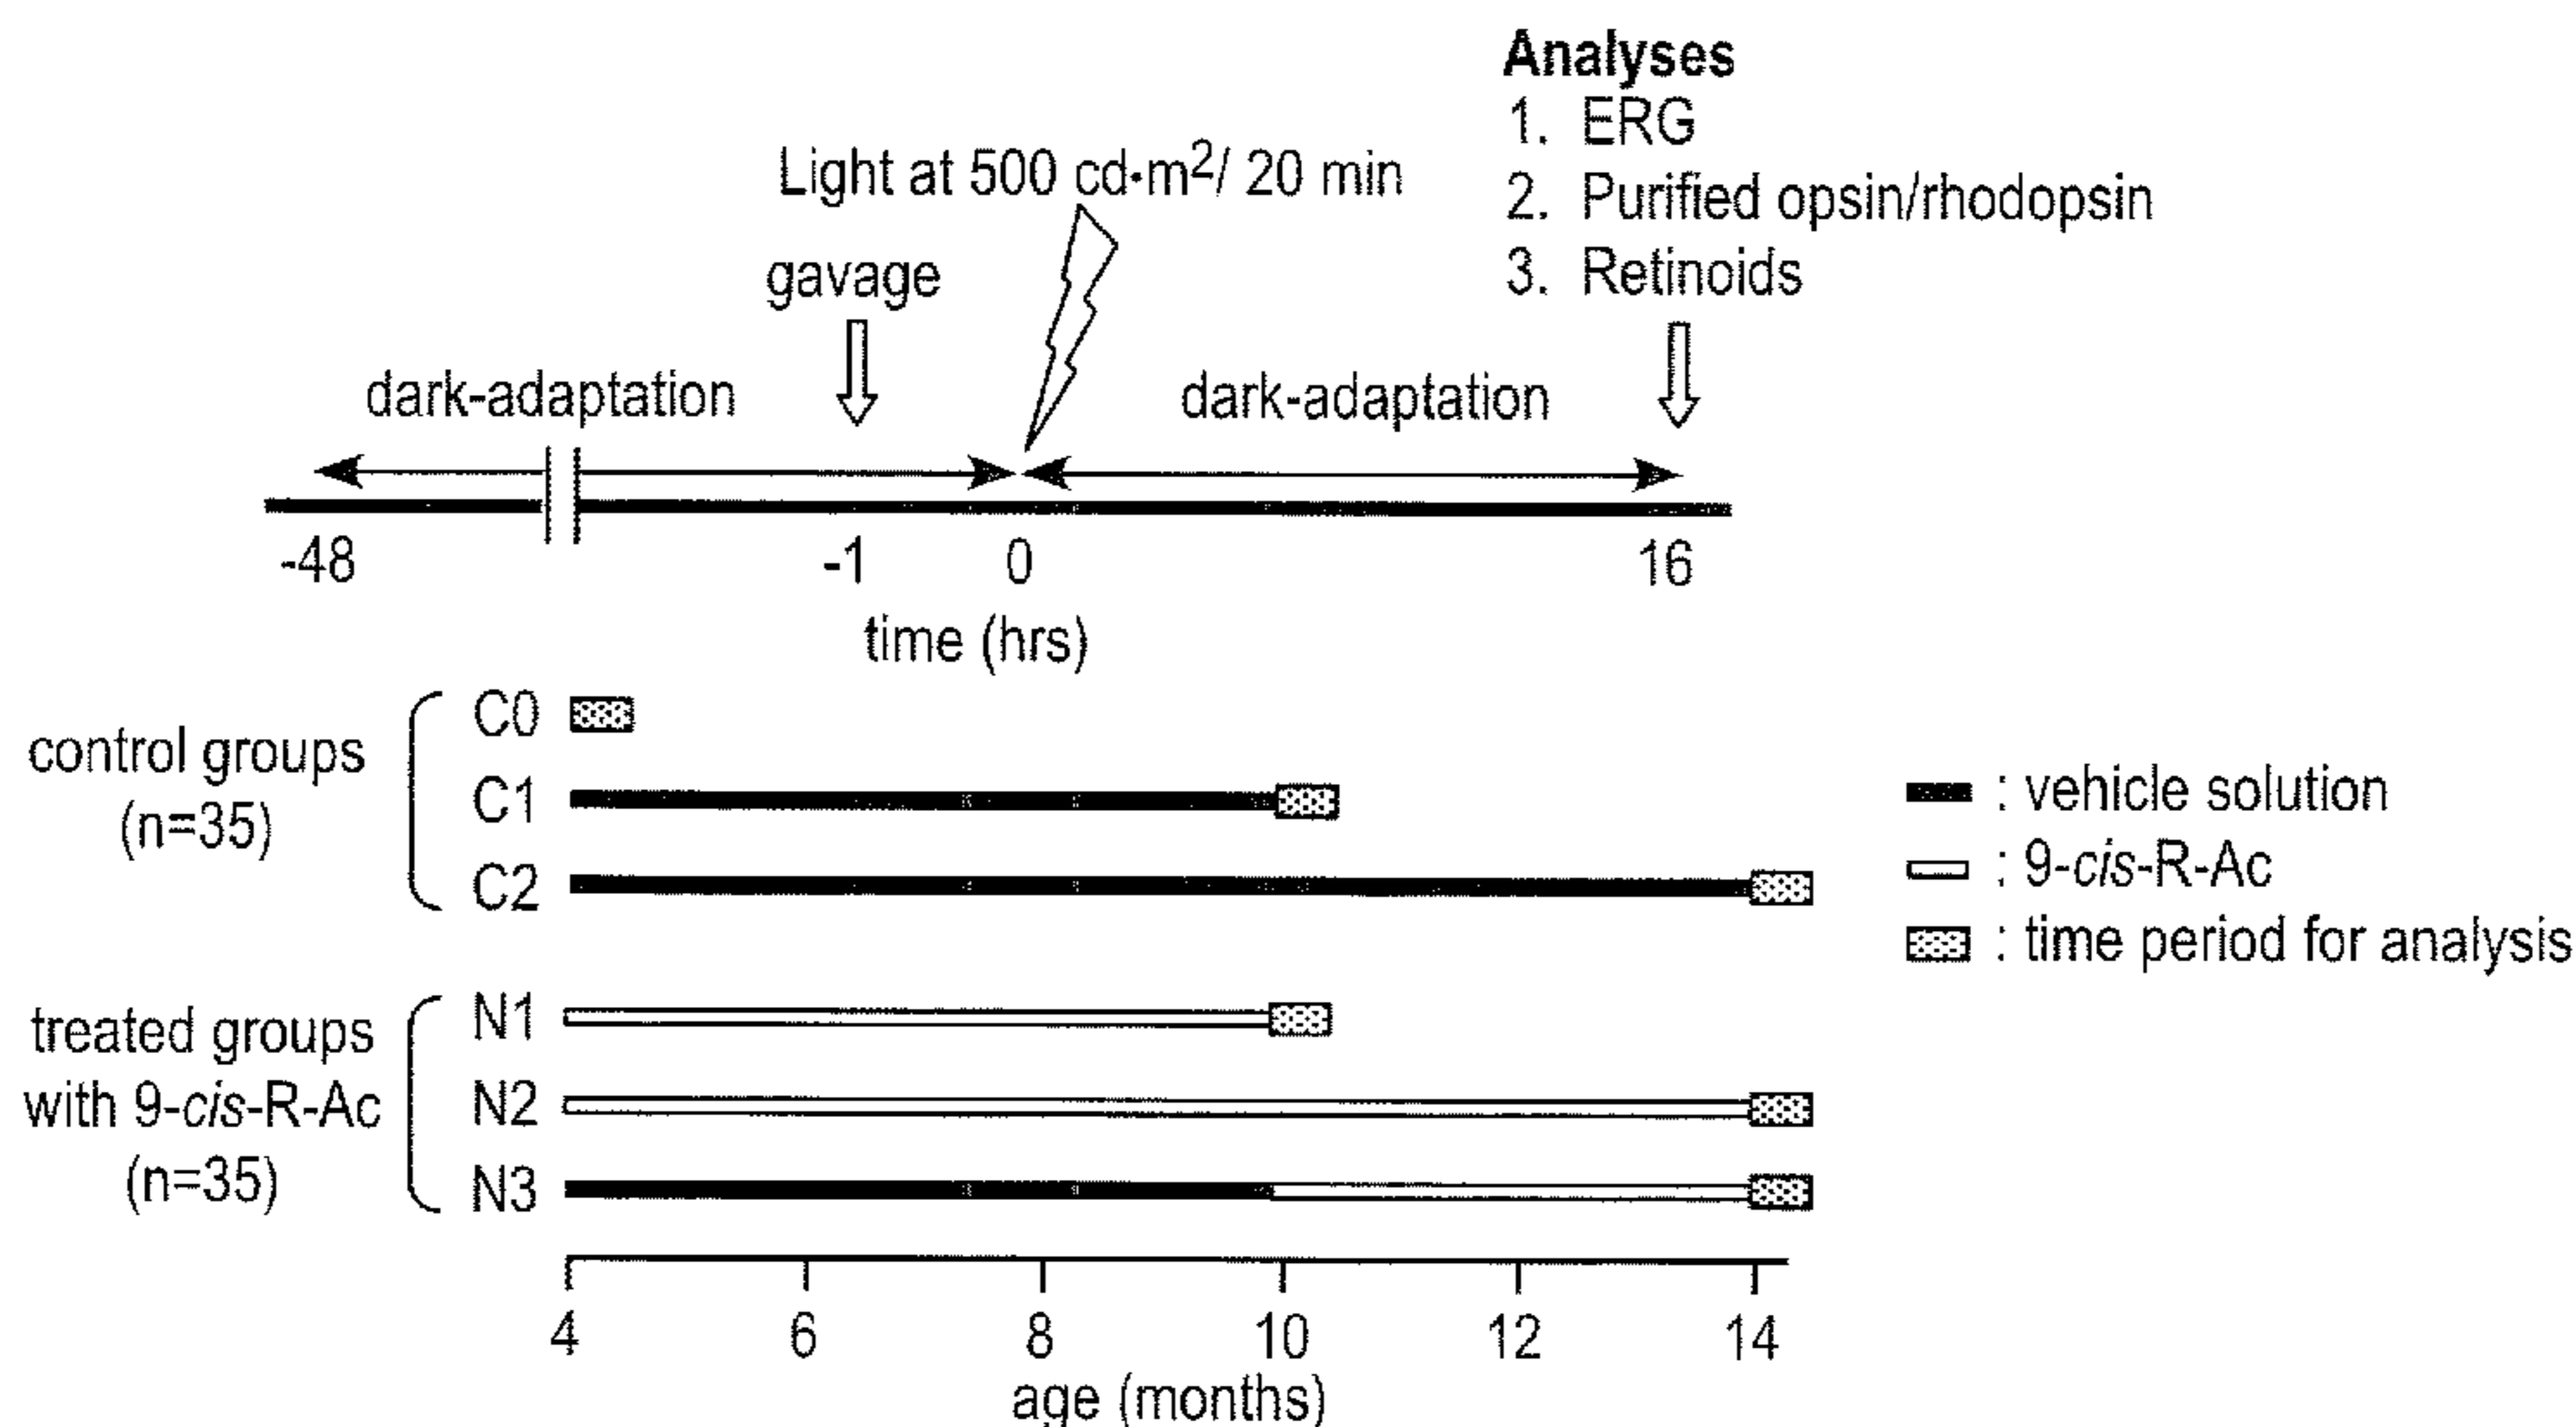 Analyses
1. ERG
2. Purified opsin/rhodopsin
3. Retinoids
Light at 500 cd·m²/ 20 min
gavage
dark-adaptation
dark-adaptation
-48
-1
0
16
time (hrs)
control groups
(n=35)
C0
C1
C2
treated groups
with 9-cis-R-Ac
(n=35)
N1
N2
N3
: vehicle solution
: 9-cis-R-Ac
: time period for analysis
4 6 8 10 12 14
age (months)